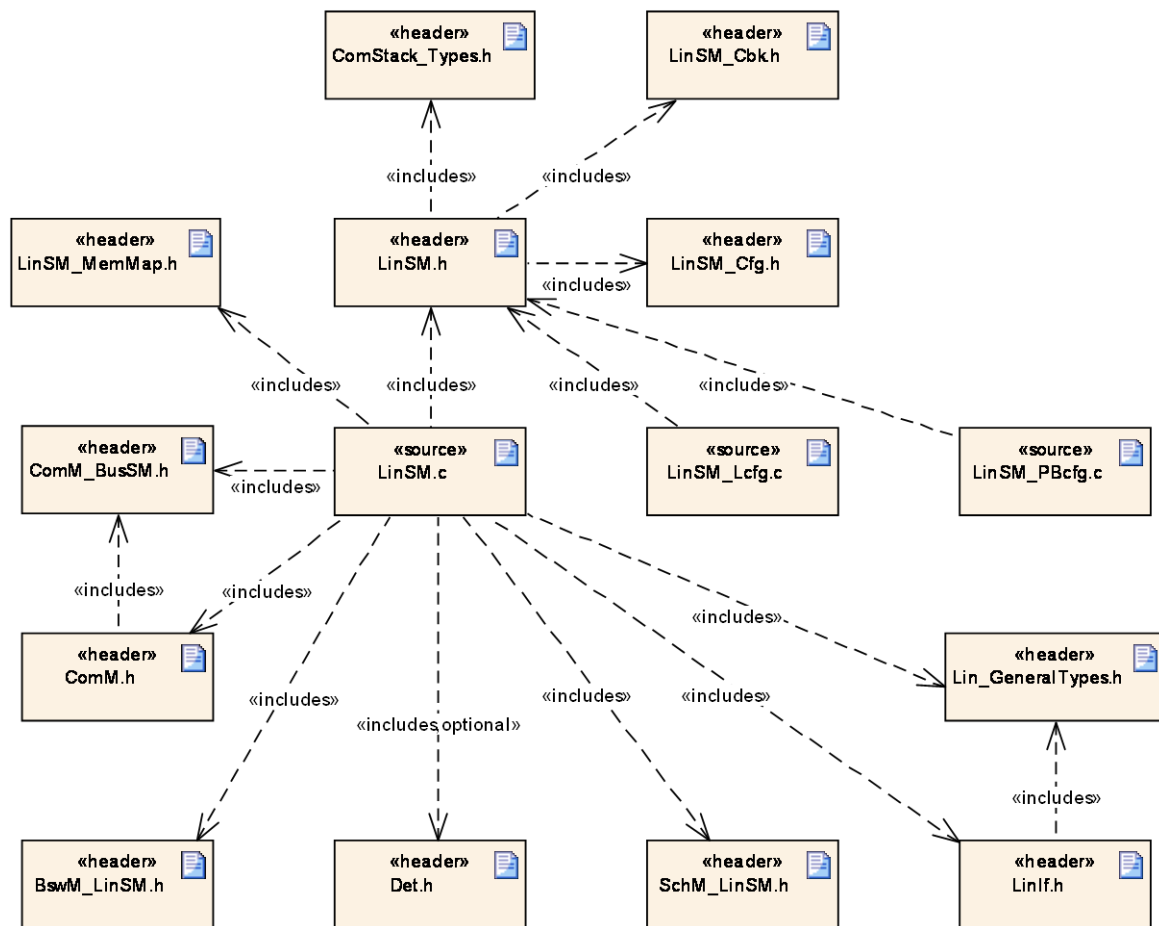 «header»
ComStack_Types.h
«header»
LinSM_Cbk.h
«includes»
«includes»
«header»
LinSM_MemMap.h
«header»
LinSM.h
«header»
LinSM_Cfg.h
«includes»
«includes»
«includes»
«includes»
«includes»
«header»
ComM_BusSM.h
«source»
LinSM.c
«source»
LinSM_Lcfg.c
«source»
LinSM_PBcfg.c
«includes»
«includes»
«includes»
«includes»
«header»
ComM.h
«header»
Lin_GeneralTypes.h
«includes»
«includes optional»
«includes»
«includes»
«includes»
«header»
BswM_LinSM.h
«header»
Det.h
«header»
SchM_LinSM.h
«header»
LinIf.h